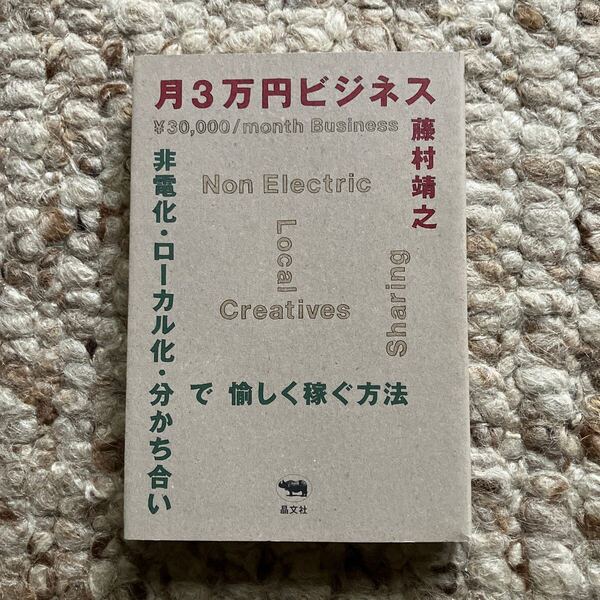 月3万円ビジネス
¥30,000/month Business
藤村靖之
非電化・ローカル化・分かち合い
で 愉しく稼ぐ方法
Non Electric
Local
Creatives
Sharing
晶文社